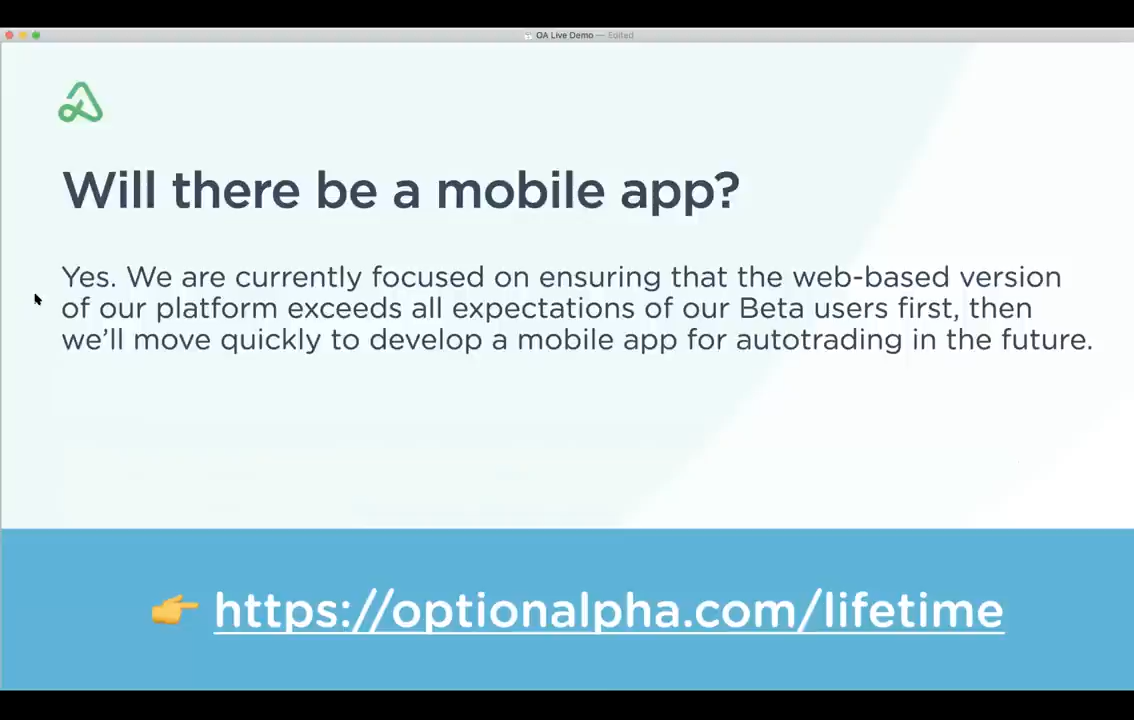 OA Live Demo — Edited
Will there be a mobile app?
Yes. We are currently focused on ensuring that the web-based version
of our platform exceeds all expectations of our Beta users first, then
we’ll move quickly to develop a mobile app for autotrading in the future.
https://optionalpha.com/lifetime